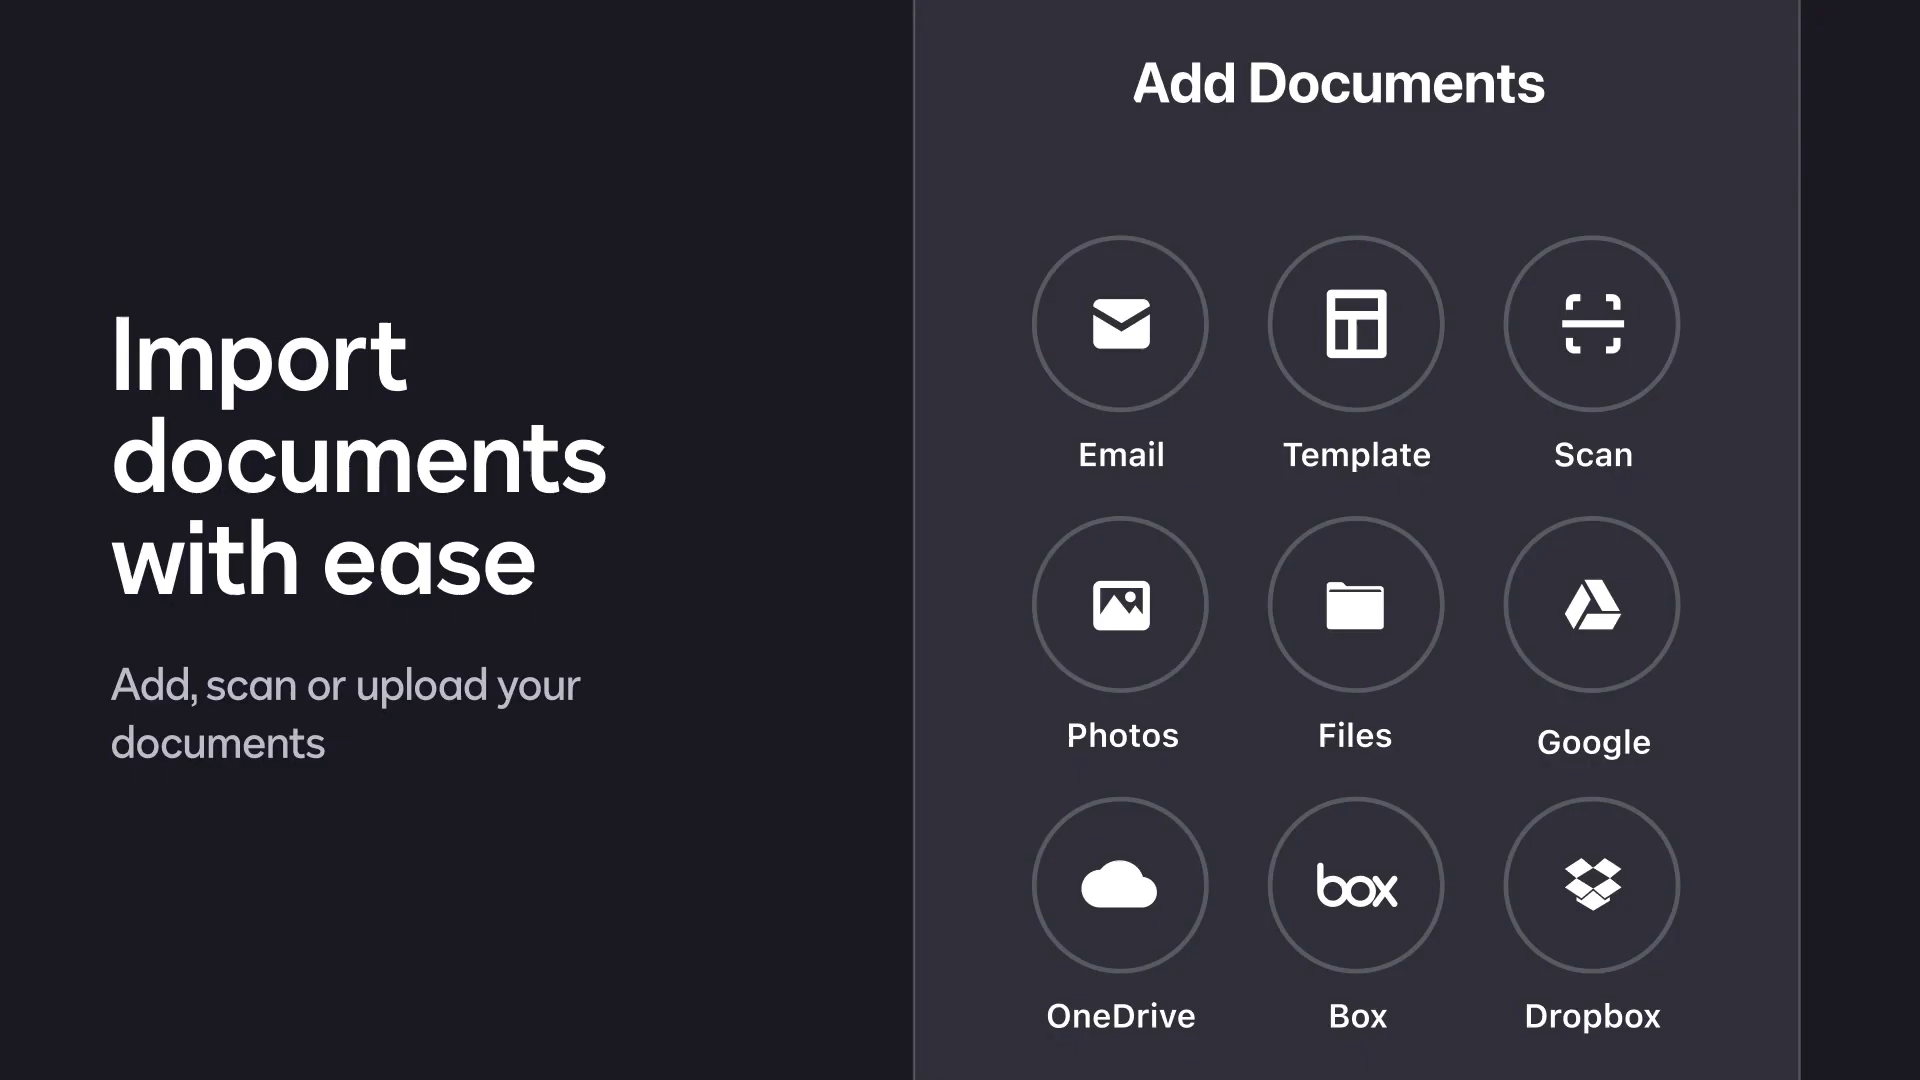 Import
documents
with ease
Add, scan or upload your
documents
Add Documents
Email
Template
Scan
Photos
Files
Google
OneDrive
box
Box
Dropbox